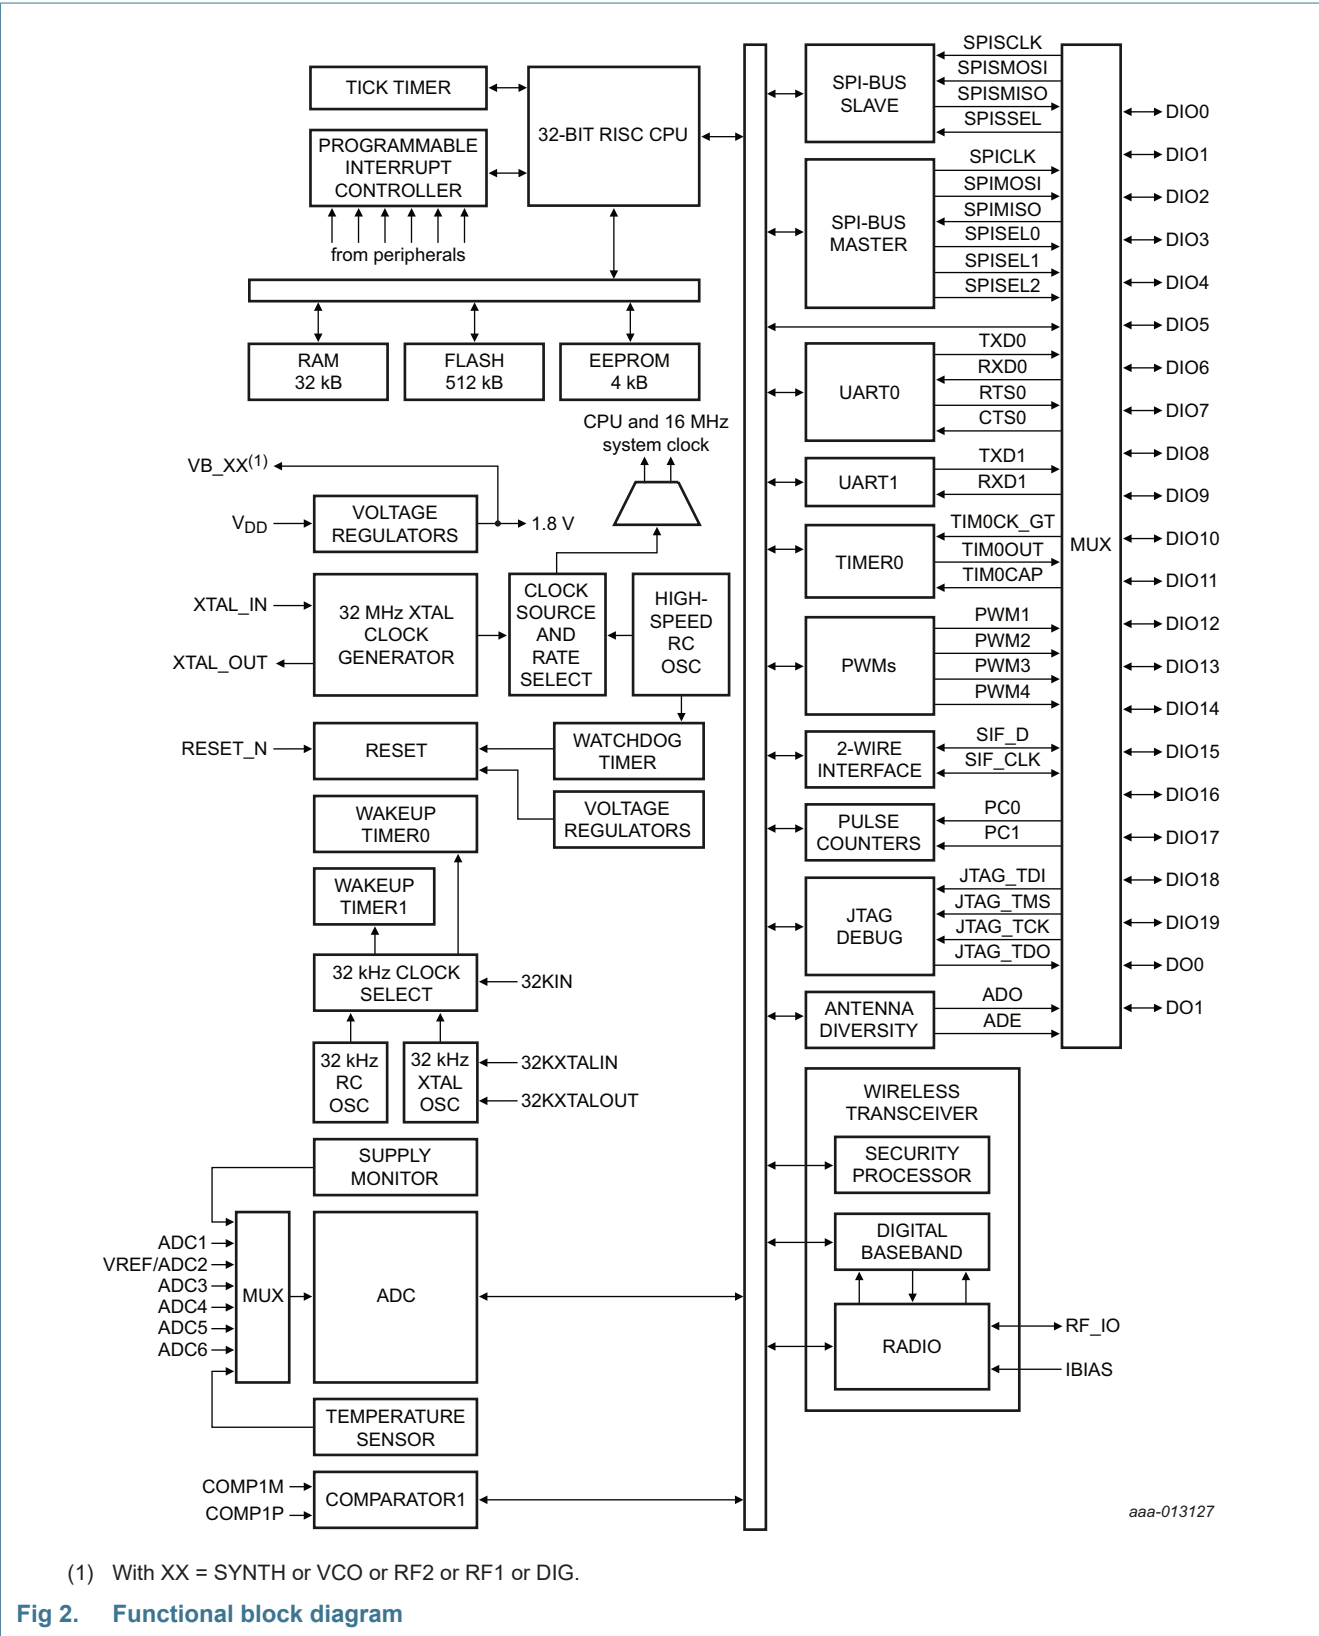 TICK TIMER
PROGRAMMABLE
INTERRUPT
CONTROLLER
32-BIT RISC CPU
from peripherals
RAM
32 kB
FLASH
512 kB
EEPROM
4 kB
CPU and 16 MHz
system clock
VB_XX(1)
VDD
VOLTAGE
REGULATORS
1.8 V
XTAL_IN
XTAL_OUT
32 MHz XTAL
CLOCK
GENERATOR
CLOCK
SOURCE
AND
RATE
SELECT
HIGH-
SPEED
RC
OSC
RESET_N
RESET
WATCHDOG
TIMER
VOLTAGE
REGULATORS
WAKEUP
TIMER0
WAKEUP
TIMER1
32 kHz CLOCK
SELECT
32KIN
32 kHz
RC
OSC
32 kHz
XTAL
OSC
32KXTALIN
32KXTALOUT
SUPPLY
MONITOR
ADC1
VREF/ADC2
ADC3
ADC4
ADC5
ADC6
MUX
ADC
TEMPERATURE
SENSOR
COMP1M
COMP1P
COMPARATOR1
SPI-BUS
SLAVE
SPISCLK
SPISMOSI
SPISMISO
SPISSEL
SPI-BUS
MASTER
SPICLK
SPIMOSI
SPIMISO
SPISEL0
SPISEL1
SPISEL2
UART0
TXD0
RXD0
RTS0
CTS0
UART1
TXD1
RXD1
TIMER0
TIM0CK_GT
TIM0OUT
TIM0CAP
PWMs
PWM1
PWM2
PWM3
PWM4
2-WIRE
INTERFACE
SIF_D
SIF_CLK
PULSE
COUNTERS
PC0
PC1
JTAG
DEBUG
JTAG_TDI
JTAG_TMS
JTAG_TCK
JTAG_TDO
ANTENNA
DIVERSITY
ADO
ADE
MUX
DIO0
DIO1
DIO2
DIO3
DIO4
DIO5
DIO6
DIO7
DIO8
DIO9
DIO10
DIO11
DIO12
DIO13
DIO14
DIO15
DIO16
DIO17
DIO18
DIO19
DO0
DO1
WIRELESS
TRANSCEIVER
SECURITY
PROCESSOR
DIGITAL
BASEBAND
RADIO
RF_IO
IBIAS
aaa-013127
(1) With XX = SYNTH or VCO or RF2 or RF1 or DIG.
Fig 2. Functional block diagram